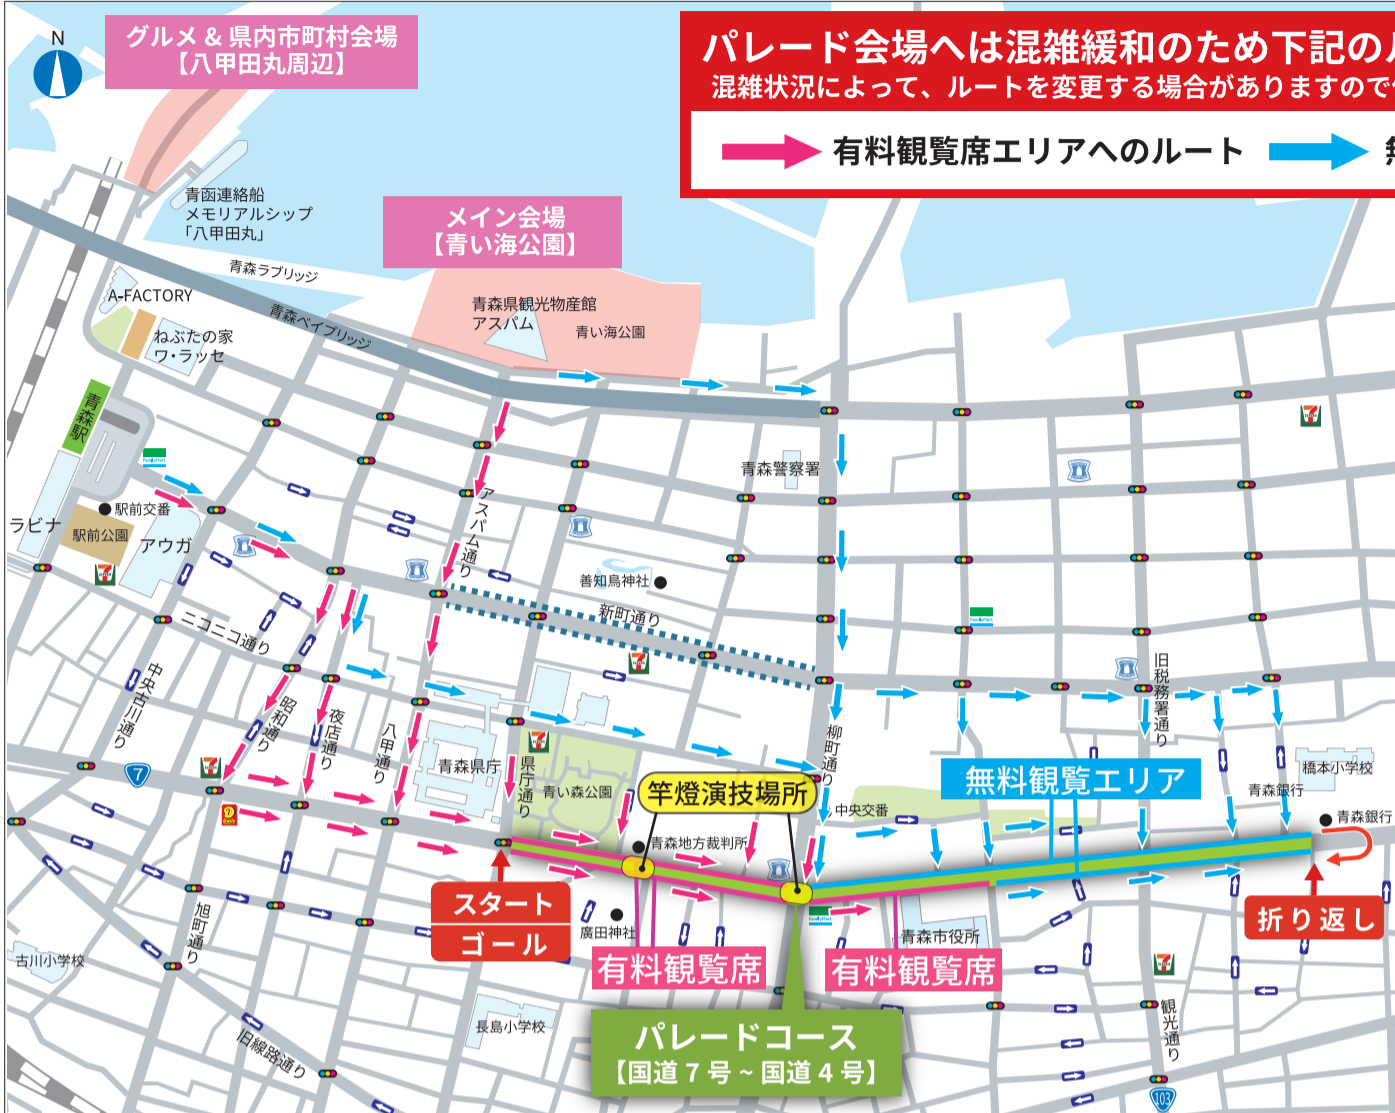 グルメ & 県内市町村会場
【八甲田丸周辺】
パレード会場へは混雑緩和のため下記の
混雑状況によって、ルートを変更する場合がありますので
有料観覧席エリアへのルート
N
青函連絡船
メモリアルシップ
「八甲田丸」
メイン会場
【青い海公園】
青森ラブリッジ
青森ベイブリッジ
A-FACTORY
ねぶたの家
ワ・ラッセ
青森県観光物産館
アスパム
青い海公園
青森駅
FamilyMart
ラビナ
駅前交番
駅前公園
アウガ
アスパム通り
青森警察署
善知鳥神社
新町通り
ニコニコ通り
中央古川通り
昭和通り
夜店通り
八甲通り
青森県庁
県庁通り
青い森公園
柳町通り
旧税務署通り
7
竿燈演技場所
無料観覧エリア
中央交番
橋本小学校
青森銀行
青森銀行
青森地方裁判所
スタート
ゴール
廣田神社
有料観覧席
有料観覧席
青森市役所
折り返し
旭町通り
古川小学校
長島小学校
旧線路通り
観光通り
パレードコース
【国道7号~国道4号】
103